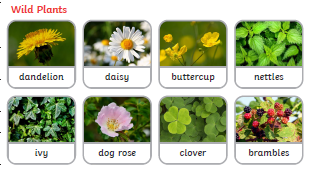 Wild Plants
dandelion daisy buttercup nettles
ivy dog rose clover brambles